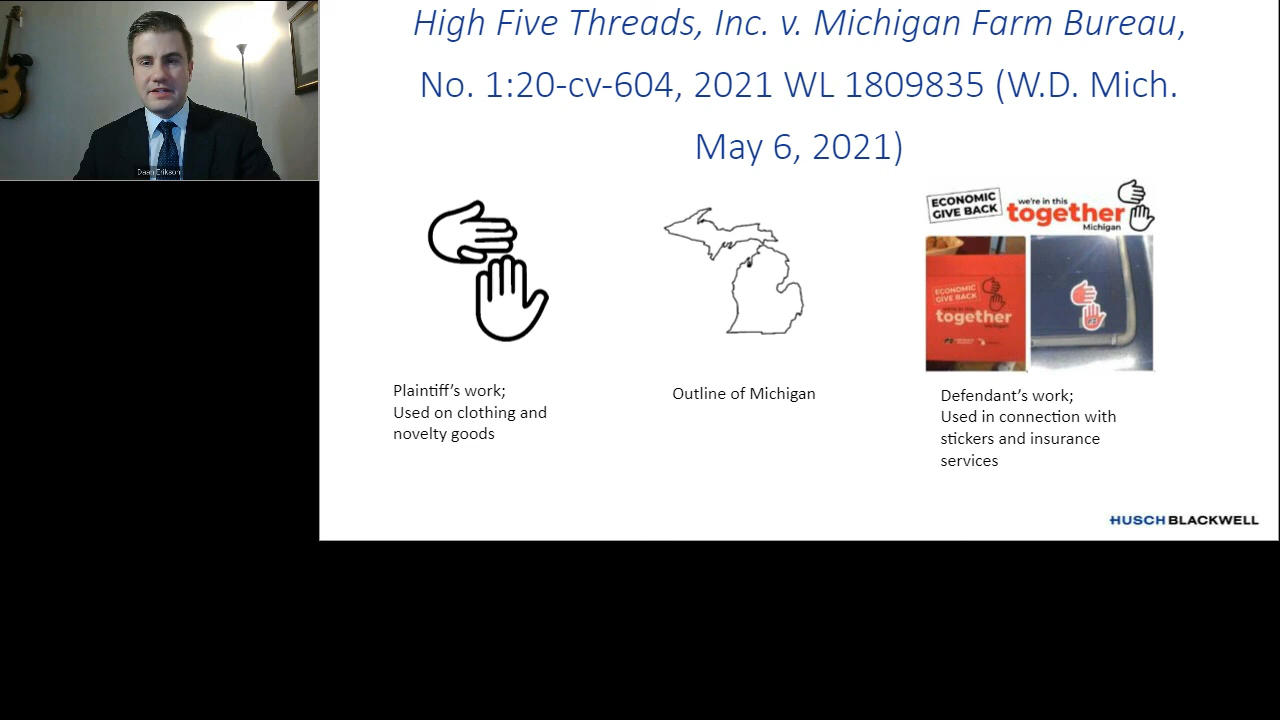 High Five Threads, Inc. v. Michigan Farm Bureau,
No. 1:20-cv-604, 2021 WL 1809835 (W.D. Mich.
May 6, 2021)
Daan Erikson
Plaintiff's work;
Used on clothing and
novelty goods
Outline of Michigan
ECONOMIC
GIVE BACK
we're in this
together
Michigan
ECONOMIC
GIVE BACK
together
Defendant's work;
Used in connection with
stickers and insurance
services
HUSCH BLACKWELL